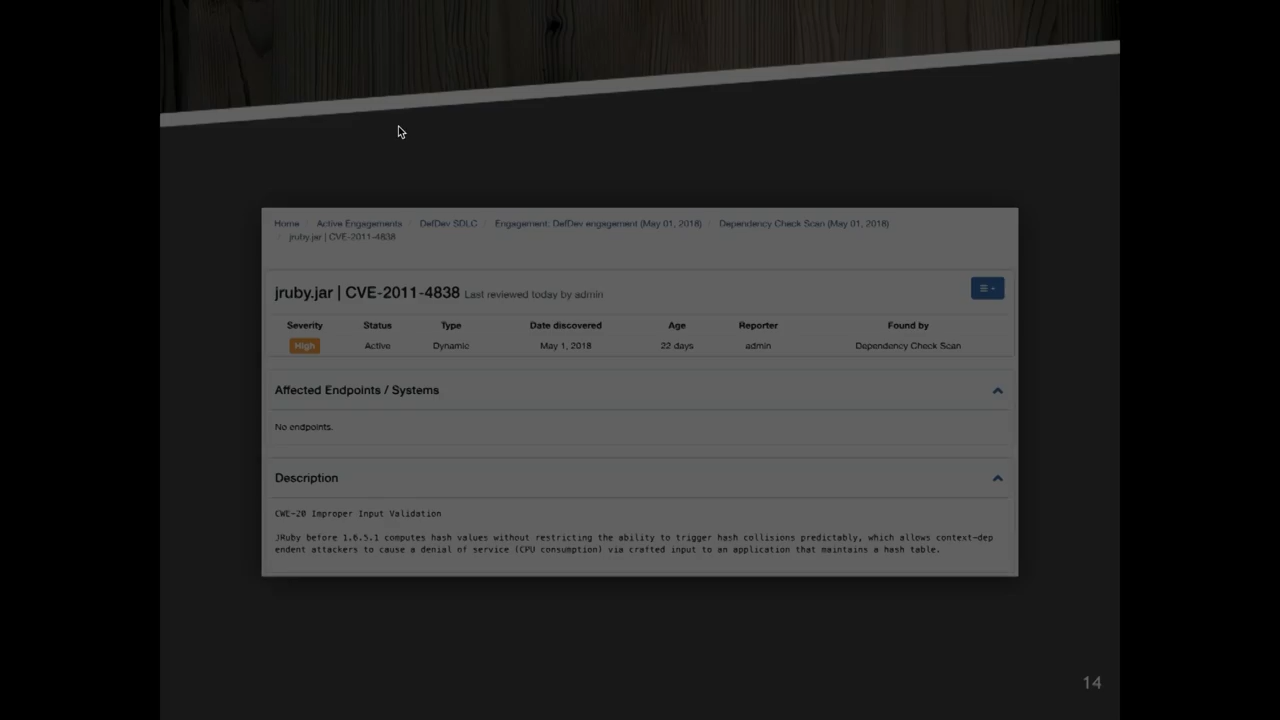 Home / Active Engagements / DefDev SDLC / Engagement: DefDev engagement (May 01, 2018) / Dependency Check Scan (May 01, 2018)
/ jruby.jar | CVE-2011-4838
jruby.jar | CVE-2011-4838 Last reviewed today by admin
Severity Status Type Date discovered Age Reporter Found by
High Active Dynamic May 1, 2018 22 days admin Dependency Check Scan
Affected Endpoints / Systems
No endpoints.
Description
CWE-20 Improper Input Validation
JRuby before 1.6.5.1 computes hash values without restricting the ability to trigger hash collisions predictably, which allows context-dep
endent attackers to cause a denial of service (CPU consumption) via crafted input to an application that maintains a hash table.
14